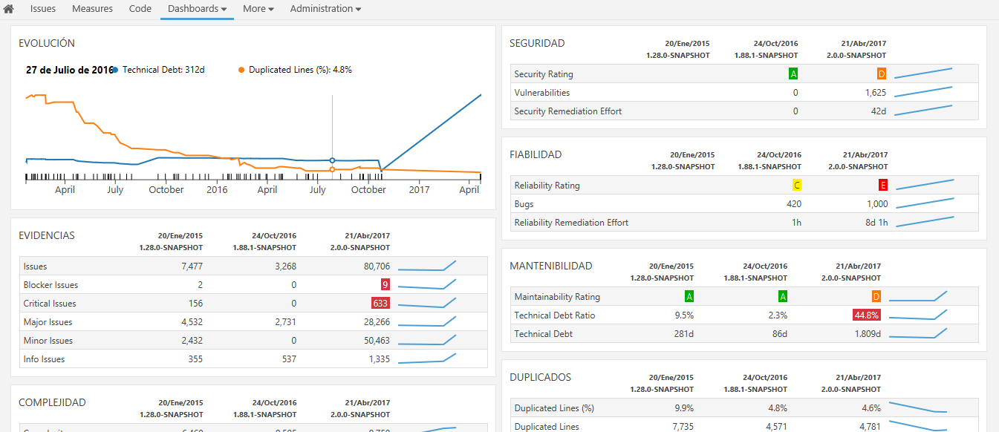 Issues Measures Code Dashboards More Administration
EVOLUCIÓN
27 de Julio de 2016 Technical Debt: 312d Duplicated Lines (%): 4.8%
April July October 2016 April July October 2017 April
EVIDENCIAS 20/Ene/2015 24/Oct/2016 21/Abr/2017
1.28.0-SNAPSHOT 1.88.1-SNAPSHOT 2.0.0-SNAPSHOT
Issues 7,477 3,268 80,706
Blocker Issues 2 0 9
Critical Issues 156 0 633
Major Issues 4,532 2,731 28,266
Minor Issues 2,432 0 50,463
Info Issues 355 537 1,335
COMPLEJIDAD 20/Ene/2015 24/Oct/2016 21/Abr/2017
1.28.0-SNAPSHOT 1.88.1-SNAPSHOT 2.0.0-SNAPSHOT
SEGURIDAD 20/Ene/2015 24/Oct/2016 21/Abr/2017
1.28.0-SNAPSHOT 1.88.1-SNAPSHOT 2.0.0-SNAPSHOT
Security Rating A D
Vulnerabilities 0 1,625
Security Remediation Effort 0 42d
FIABILIDAD 20/Ene/2015 24/Oct/2016 21/Abr/2017
1.28.0-SNAPSHOT 1.88.1-SNAPSHOT 2.0.0-SNAPSHOT
Reliability Rating C E
Bugs 420 1,000
Reliability Remediation Effort 1h 8d 1h
MANTENIBILIDAD 20/Ene/2015 24/Oct/2016 21/Abr/2017
1.28.0-SNAPSHOT 1.88.1-SNAPSHOT 2.0.0-SNAPSHOT
Maintainability Rating A A D
Technical Debt Ratio 9.5% 2.3% 44.8%
Technical Debt 281d 86d 1.809d
DUPLICADOS 20/Ene/2015 24/Oct/2016 21/Abr/2017
1.28.0-SNAPSHOT 1.88.1-SNAPSHOT 2.0.0-SNAPSHOT
Duplicated Lines (%) 9.9% 4.8% 4.6%
Duplicated Lines 7,735 4,571 4,781